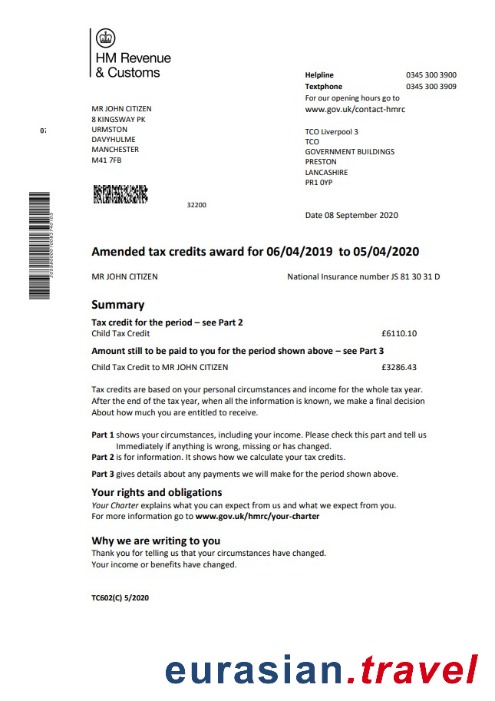 HM Revenue
& Customs
Helpline 0345 300 3900
Textphone 0345 300 3909
For our opening hours go to
www.gov.uk/contact-hmrc
MR JOHN CITIZEN
8 KINGSWAY PK
URMSTON
DAVYHULME
MANCHESTER
M41 7FB
TCO Liverpool 3
TCO
GOVERNMENT BUILDINGS
PRESTON
LANCASHIRE
PR1 0YP
32200
Date 08 September 2020
Amended tax credits award for 06/04/2019 to 05/04/2020
MR JOHN CITIZEN National Insurance number JS 81 30 31 D
Summary
Tax credit for the period – see Part 2
Child Tax Credit £6110.10
Amount still to be paid to you for the period shown above – see Part 3
Child Tax Credit to MR JOHN CITIZEN £3286.43
Tax credits are based on your personal circumstances and income for the whole tax year.
After the end of the tax year, when all the information is known, we make a final decision
About how much you are entitled to receive.
Part 1 shows your circumstances, including your income. Please check this part and tell us
Immediately if anything is wrong, missing or has changed.
Part 2 is for information. It shows how we calculate your tax credits.
Part 3 gives details about any payments we will make for the period shown above.
Your rights and obligations
Your Charter explains what you can expect from us and what we expect from you.
For more information go to www.gov.uk/hmrc/your-charter
Why we are writing to you
Thank you for telling us that your circumstances have changed.
Your income or benefits have changed.
TC602(C) 5/2020
eurasian.travel